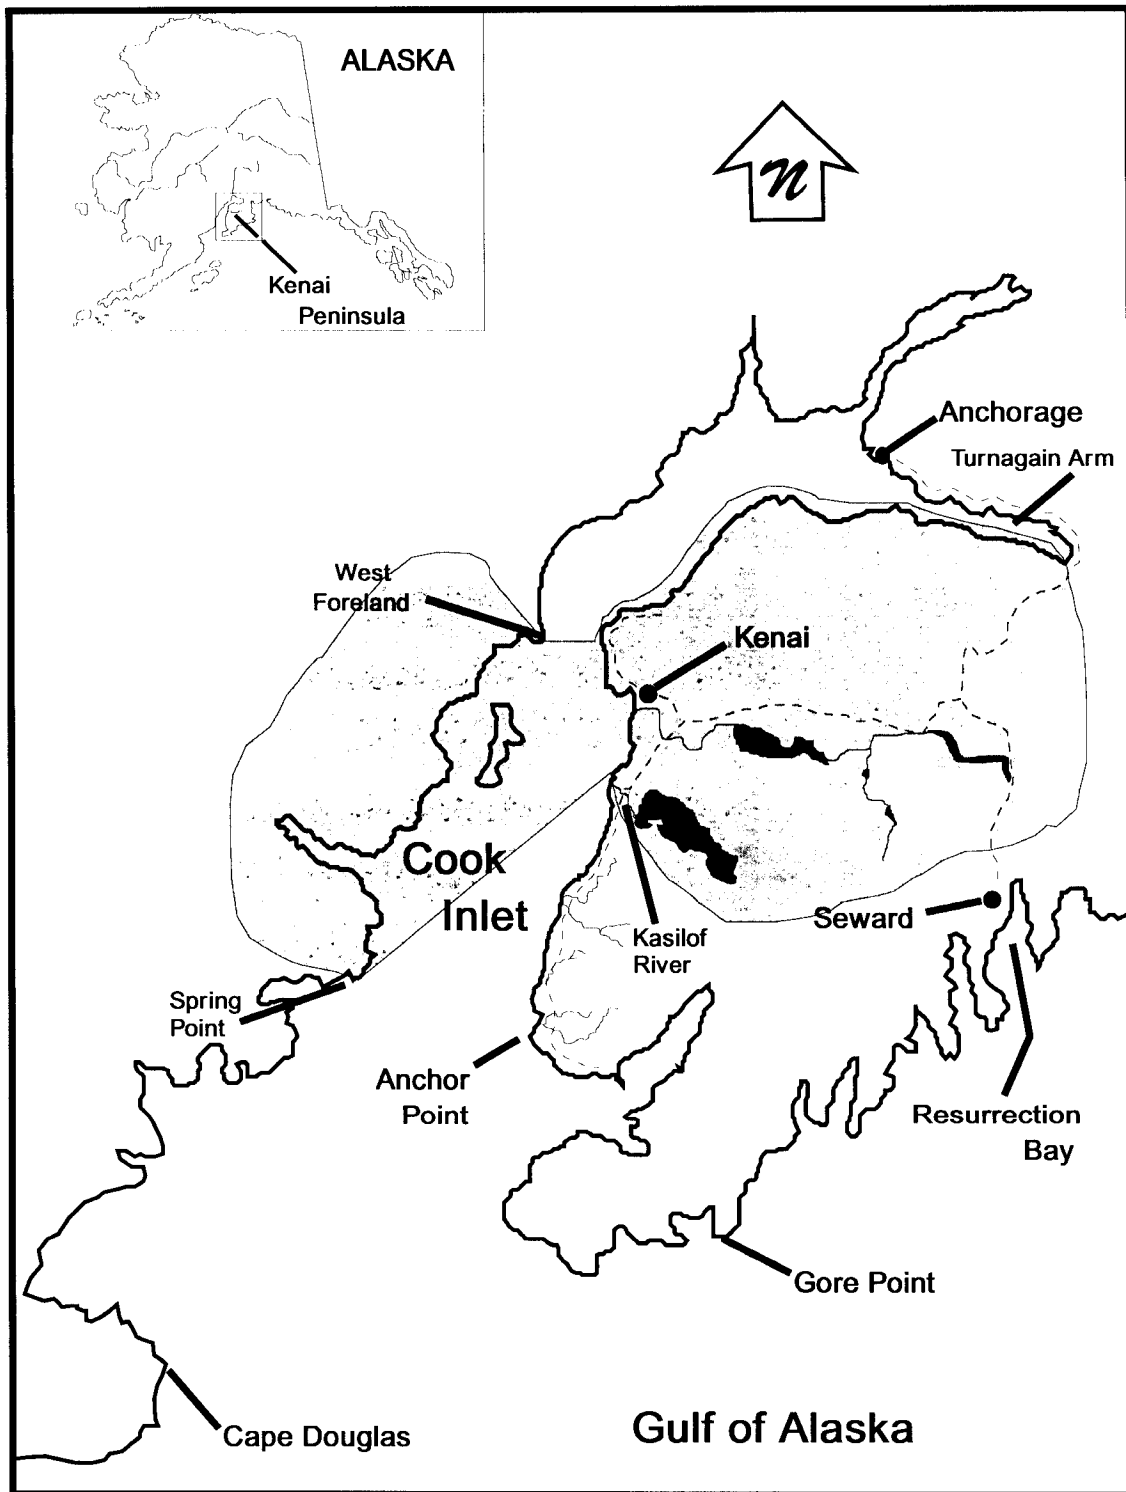 ALASKA
Kenai
Peninsula
n
Anchorage
Turnagain Arm
West
Foreland
Kenai
Cook
Inlet
Seward
Kasilof
River
Spring
Point
Anchor
Point
Resurrection
Bay
Gore Point
Cape Douglas
Gulf of Alaska